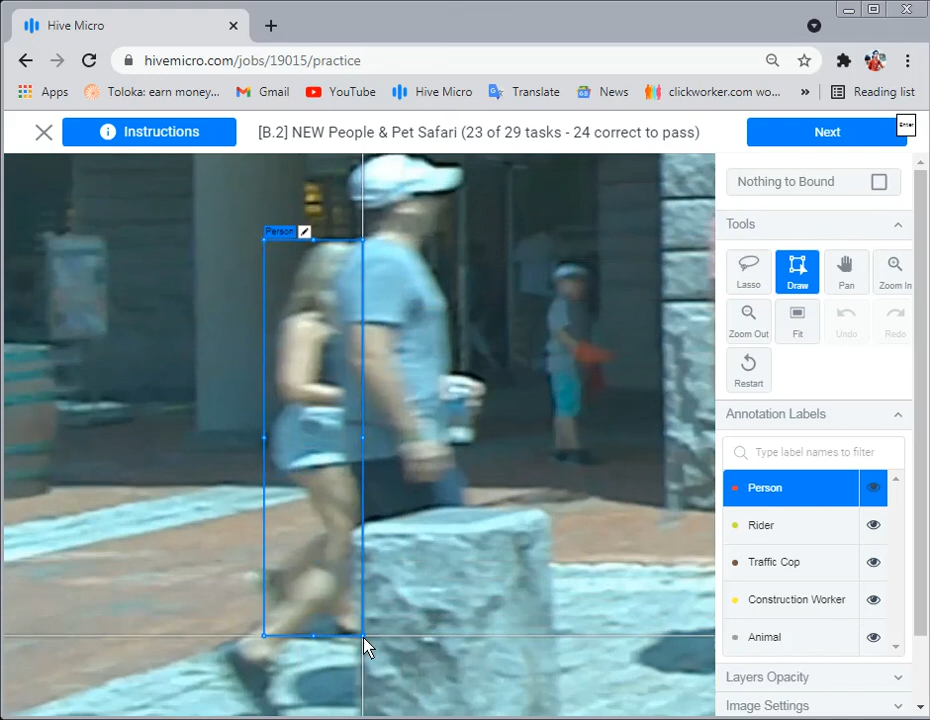 Hive Micro
hivemicro.com/jobs/19015/practice
Apps
Toloka: earn money...
Gmail
YouTube
Hive Micro
Translate
News
clickworker.com wo...
»
Reading list
Instructions
[B.2] NEW People & Pet Safari (23 of 29 tasks - 24 correct to pass)
Next
Enter
Nothing to Bound
Tools
Lasso
Draw
Pan
Zoom In
Zoom Out
Fit
Undo
Redo
Restart
Annotation Labels
Type label names to filter
Person
Rider
Traffic Cop
Construction Worker
Animal
Layers Opacity
Image Settings
Person